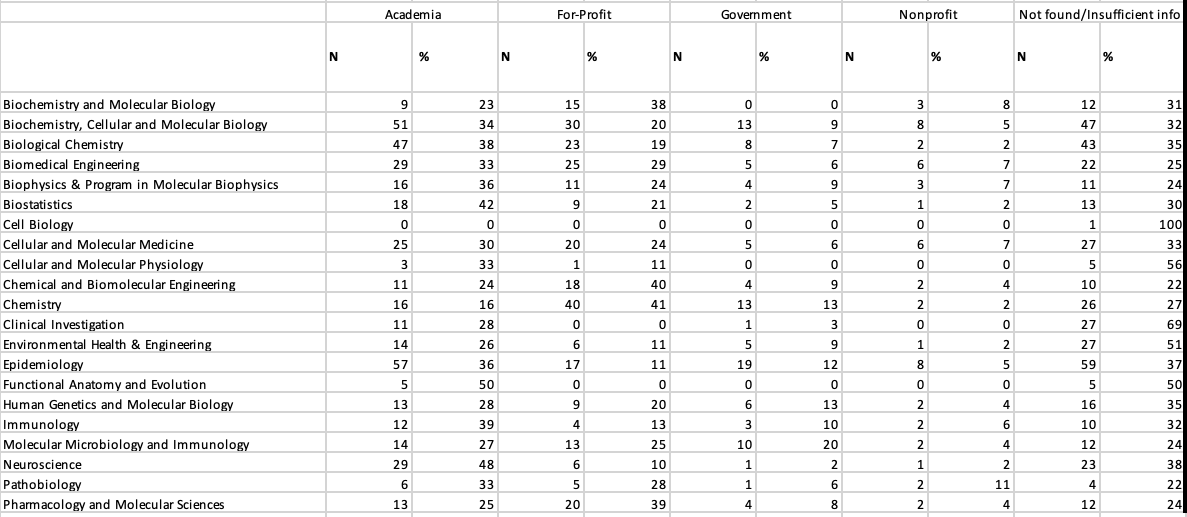 Academia For-Profit Government Nonprofit Not found/Insufficient info
N % N % N % N % N %
Biochemistry and Molecular Biology 9 23 15 38 0 0 3 8 12 31
Biochemistry, Cellular and Molecular Biology 51 34 30 20 13 9 8 5 47 32
Biological Chemistry 47 38 23 19 8 7 2 2 43 35
Biomedical Engineering 29 33 25 29 5 6 6 7 22 25
Biophysics & Program in Molecular Biophysics 16 36 11 24 4 9 3 7 11 24
Biostatistics 18 42 9 21 2 5 1 2 13 30
Cell Biology 0 0 0 0 0 0 0 0 1 100
Cellular and Molecular Medicine 25 30 20 24 5 6 6 7 27 33
Cellular and Molecular Physiology 3 33 1 11 0 0 0 0 5 56
Chemical and Biomolecular Engineering 11 24 18 40 4 9 2 4 10 22
Chemistry 16 16 40 41 13 13 2 2 26 27
Clinical Investigation 11 28 0 0 1 3 0 0 27 69
Environmental Health & Engineering 14 26 6 11 5 9 1 2 27 51
Epidemiology 57 36 17 11 19 12 8 5 59 37
Functional Anatomy and Evolution 5 50 0 0 0 0 0 0 5 50
Human Genetics and Molecular Biology 13 28 9 20 6 13 2 4 16 35
Immunology 12 39 4 13 3 10 2 6 10 32
Molecular Microbiology and Immunology 14 27 13 25 10 20 2 4 12 24
Neuroscience 29 48 6 10 1 2 1 2 23 38
Pathobiology 6 33 5 28 1 6 2 11 4 22
Pharmacology and Molecular Sciences 13 25 20 39 4 8 2 4 12 24